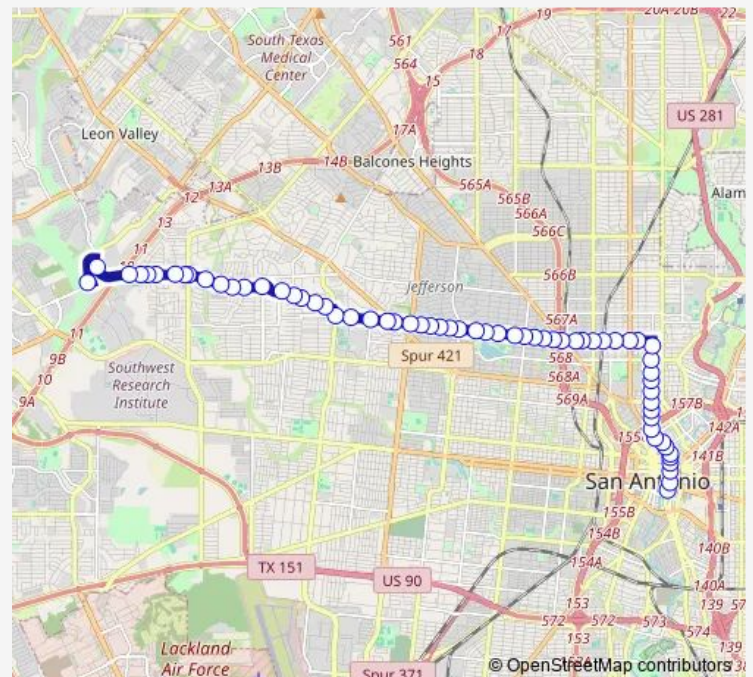 19
22
20A 20B
South Texas
Medical
Center
561
564
17
18
15
US 281
17A
Leon Valley
14B
Balcones Heights
13B
13A
12
13
565A
565B
566A
566C
Alam
11
566B
Jefferson
567A
11
Spur 421
568
568A
569A
9B
10
9A
Southwest
Research
Institute
157B
142A
155
141B
San Antonio
155B
154B
154A
140B
TX 151
US 90
140A
153
572
572
573
574
139
139
153
Lackland
Air Force
Spur 371
© OpenStreetMap contributors